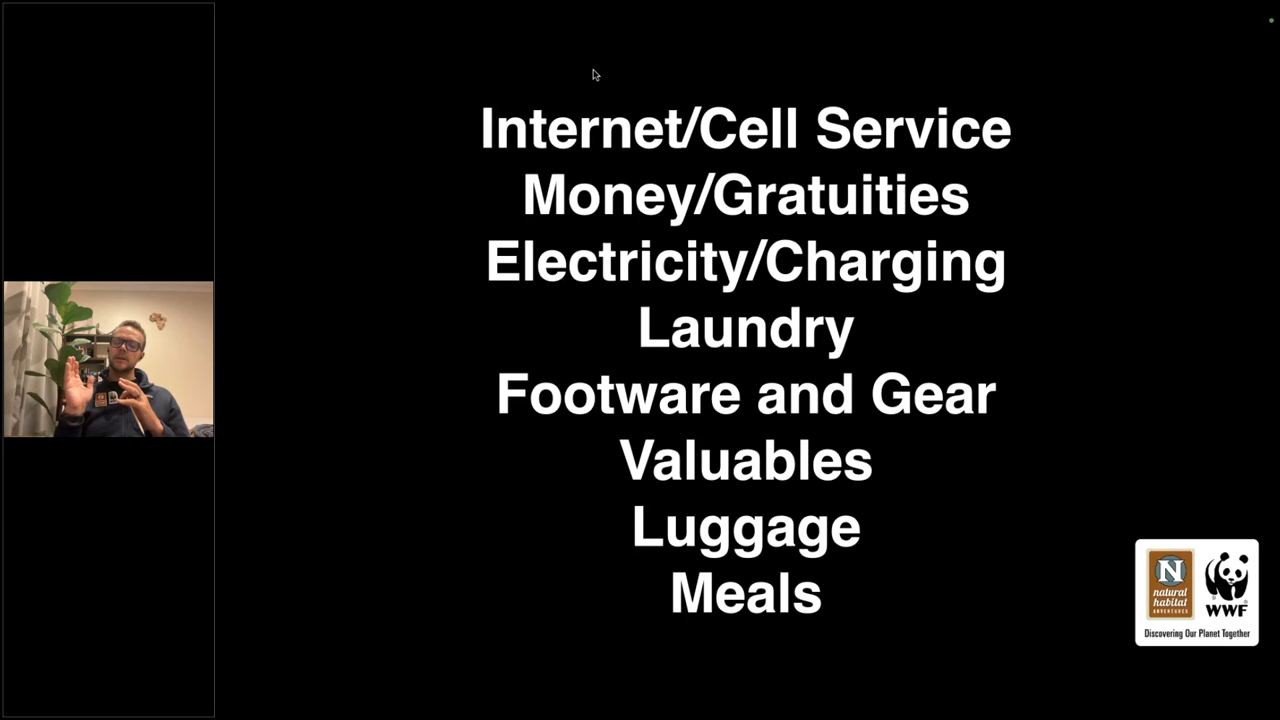 Internet/Cell Service
Money/Gratuities
Electricity/Charging
Laundry
Footware and Gear
Valuables
Luggage
Meals
N
natural
habitat
ADVENTURES
WWF
Discovering Our Planet Together